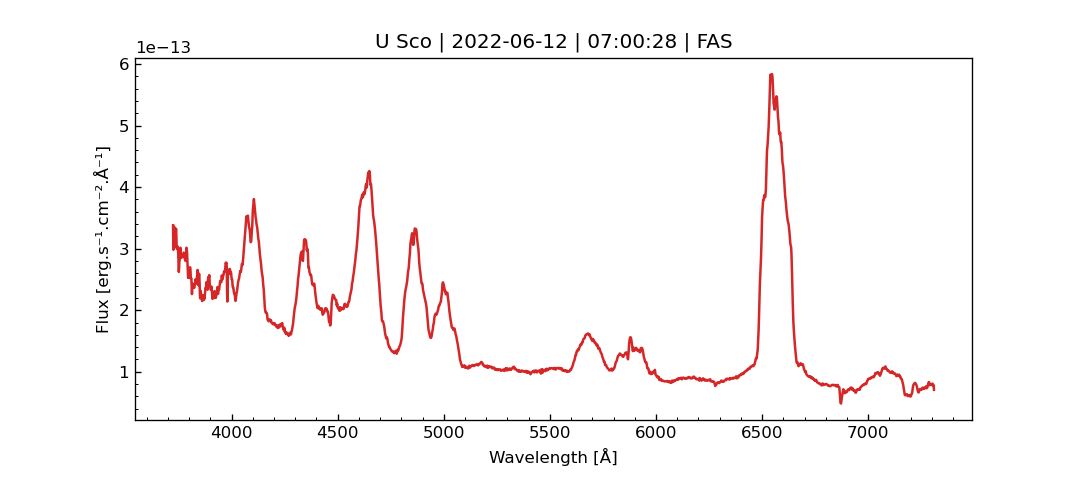 U Sco | 2022-06-12 | 07:00:28 | FAS
1e−13
6
5
4
3
2
1
Flux [erg.s⁻¹.cm⁻².Å⁻¹]
4000 4500 5000 5500 6000 6500 7000
Wavelength [Å]